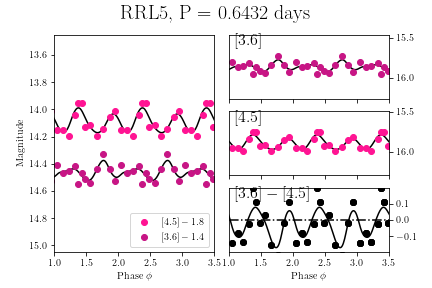 RRL5, P = 0.6432 days
13.6
13.8
14.0
14.2
14.4
14.6
14.8
15.0
Magnitude
[4.5] − 1.8
[3.6] − 1.4
1.0 1.5 2.0 2.5 3.0 3.5
Phase ϕ
[3.6]
15.5
16.0
[4.5]
15.5
16.0
[3.6] − [4.5]
0.1
0.0
−0.1
1.0 1.5 2.0 2.5 3.0 3.5
Phase ϕ